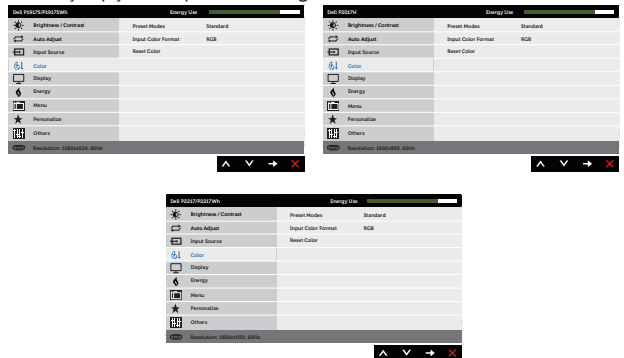 Dell P1917S/P1917SWh Energy Use
Brightness / Contrast Preset Modes Standard
Auto Adjust Input Color Format RGB
Input Source Reset Color
Color
Display
Energy
Menu
Personalize
Others
Resolution: 1280x1024, 60Hz
Dell P2017H Energy Use
Brightness / Contrast Preset Modes Standard
Auto Adjust Input Color Format RGB
Input Source Reset Color
Color
Display
Energy
Menu
Personalize
Others
Resolution: 1600x900, 60Hz
Dell P2217/P2217Wh Energy Use
Brightness / Contrast Preset Modes Standard
Auto Adjust Input Color Format RGB
Input Source Reset Color
Color
Display
Energy
Menu
Personalize
Others
Resolution: 1680x1050, 60Hz